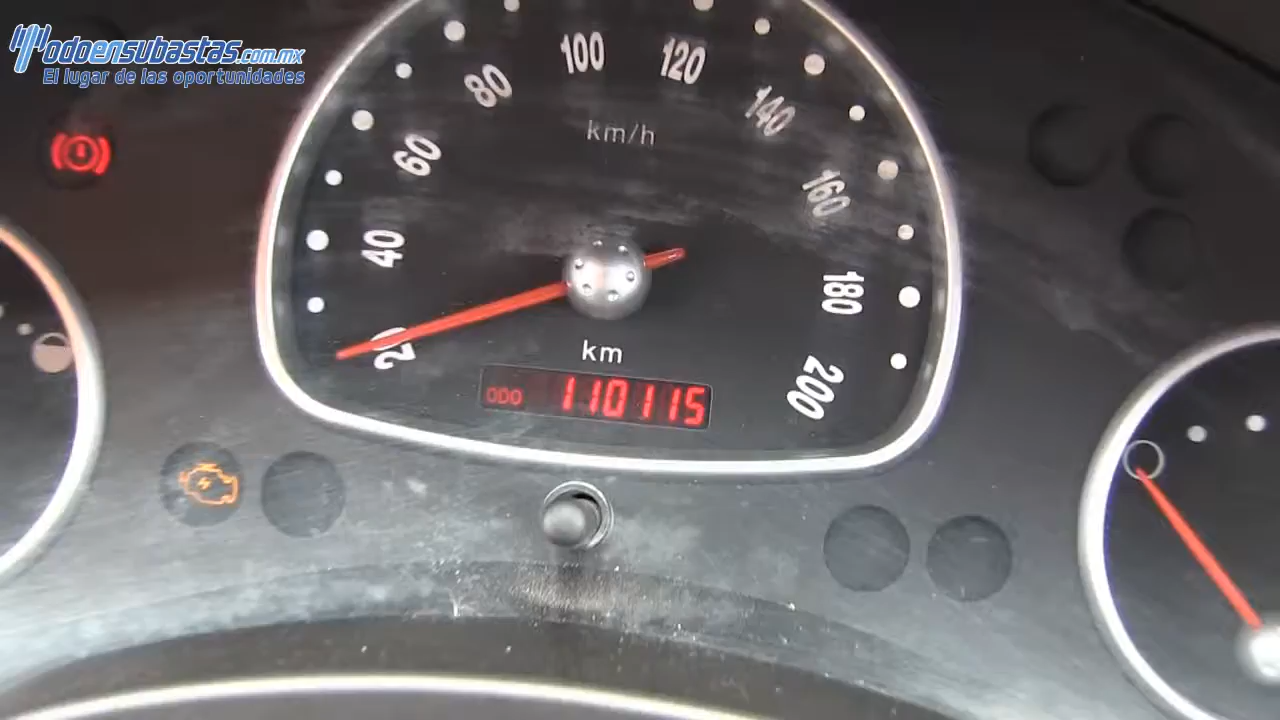 Todoensubastas.com.mx
El lugar de las oportunidades
100
120
80
140
km/h
60
160
40
180
20
km
200
ODO 110115